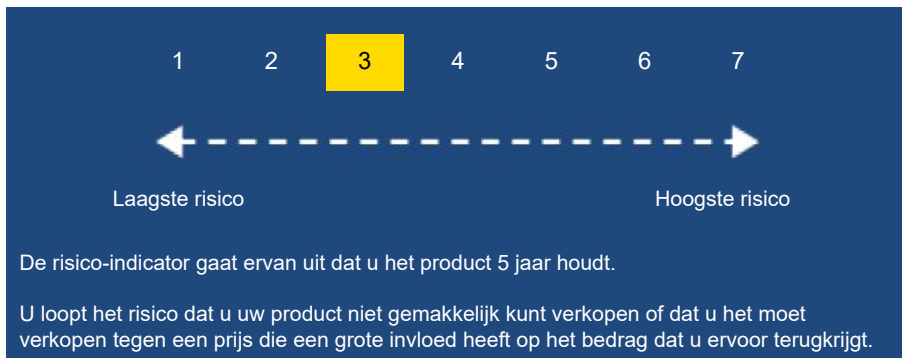 1 2 3 4 5 6 7
Laagste risico Hoogste risico
De risico-indicator gaat ervan uit dat u het product 5 jaar houdt.
U loopt het risico dat u uw product niet gemakkelijk kunt verkopen of dat u het moet
verkopen tegen een prijs die een grote invloed heeft op het bedrag dat u ervoor terugkrijgt.